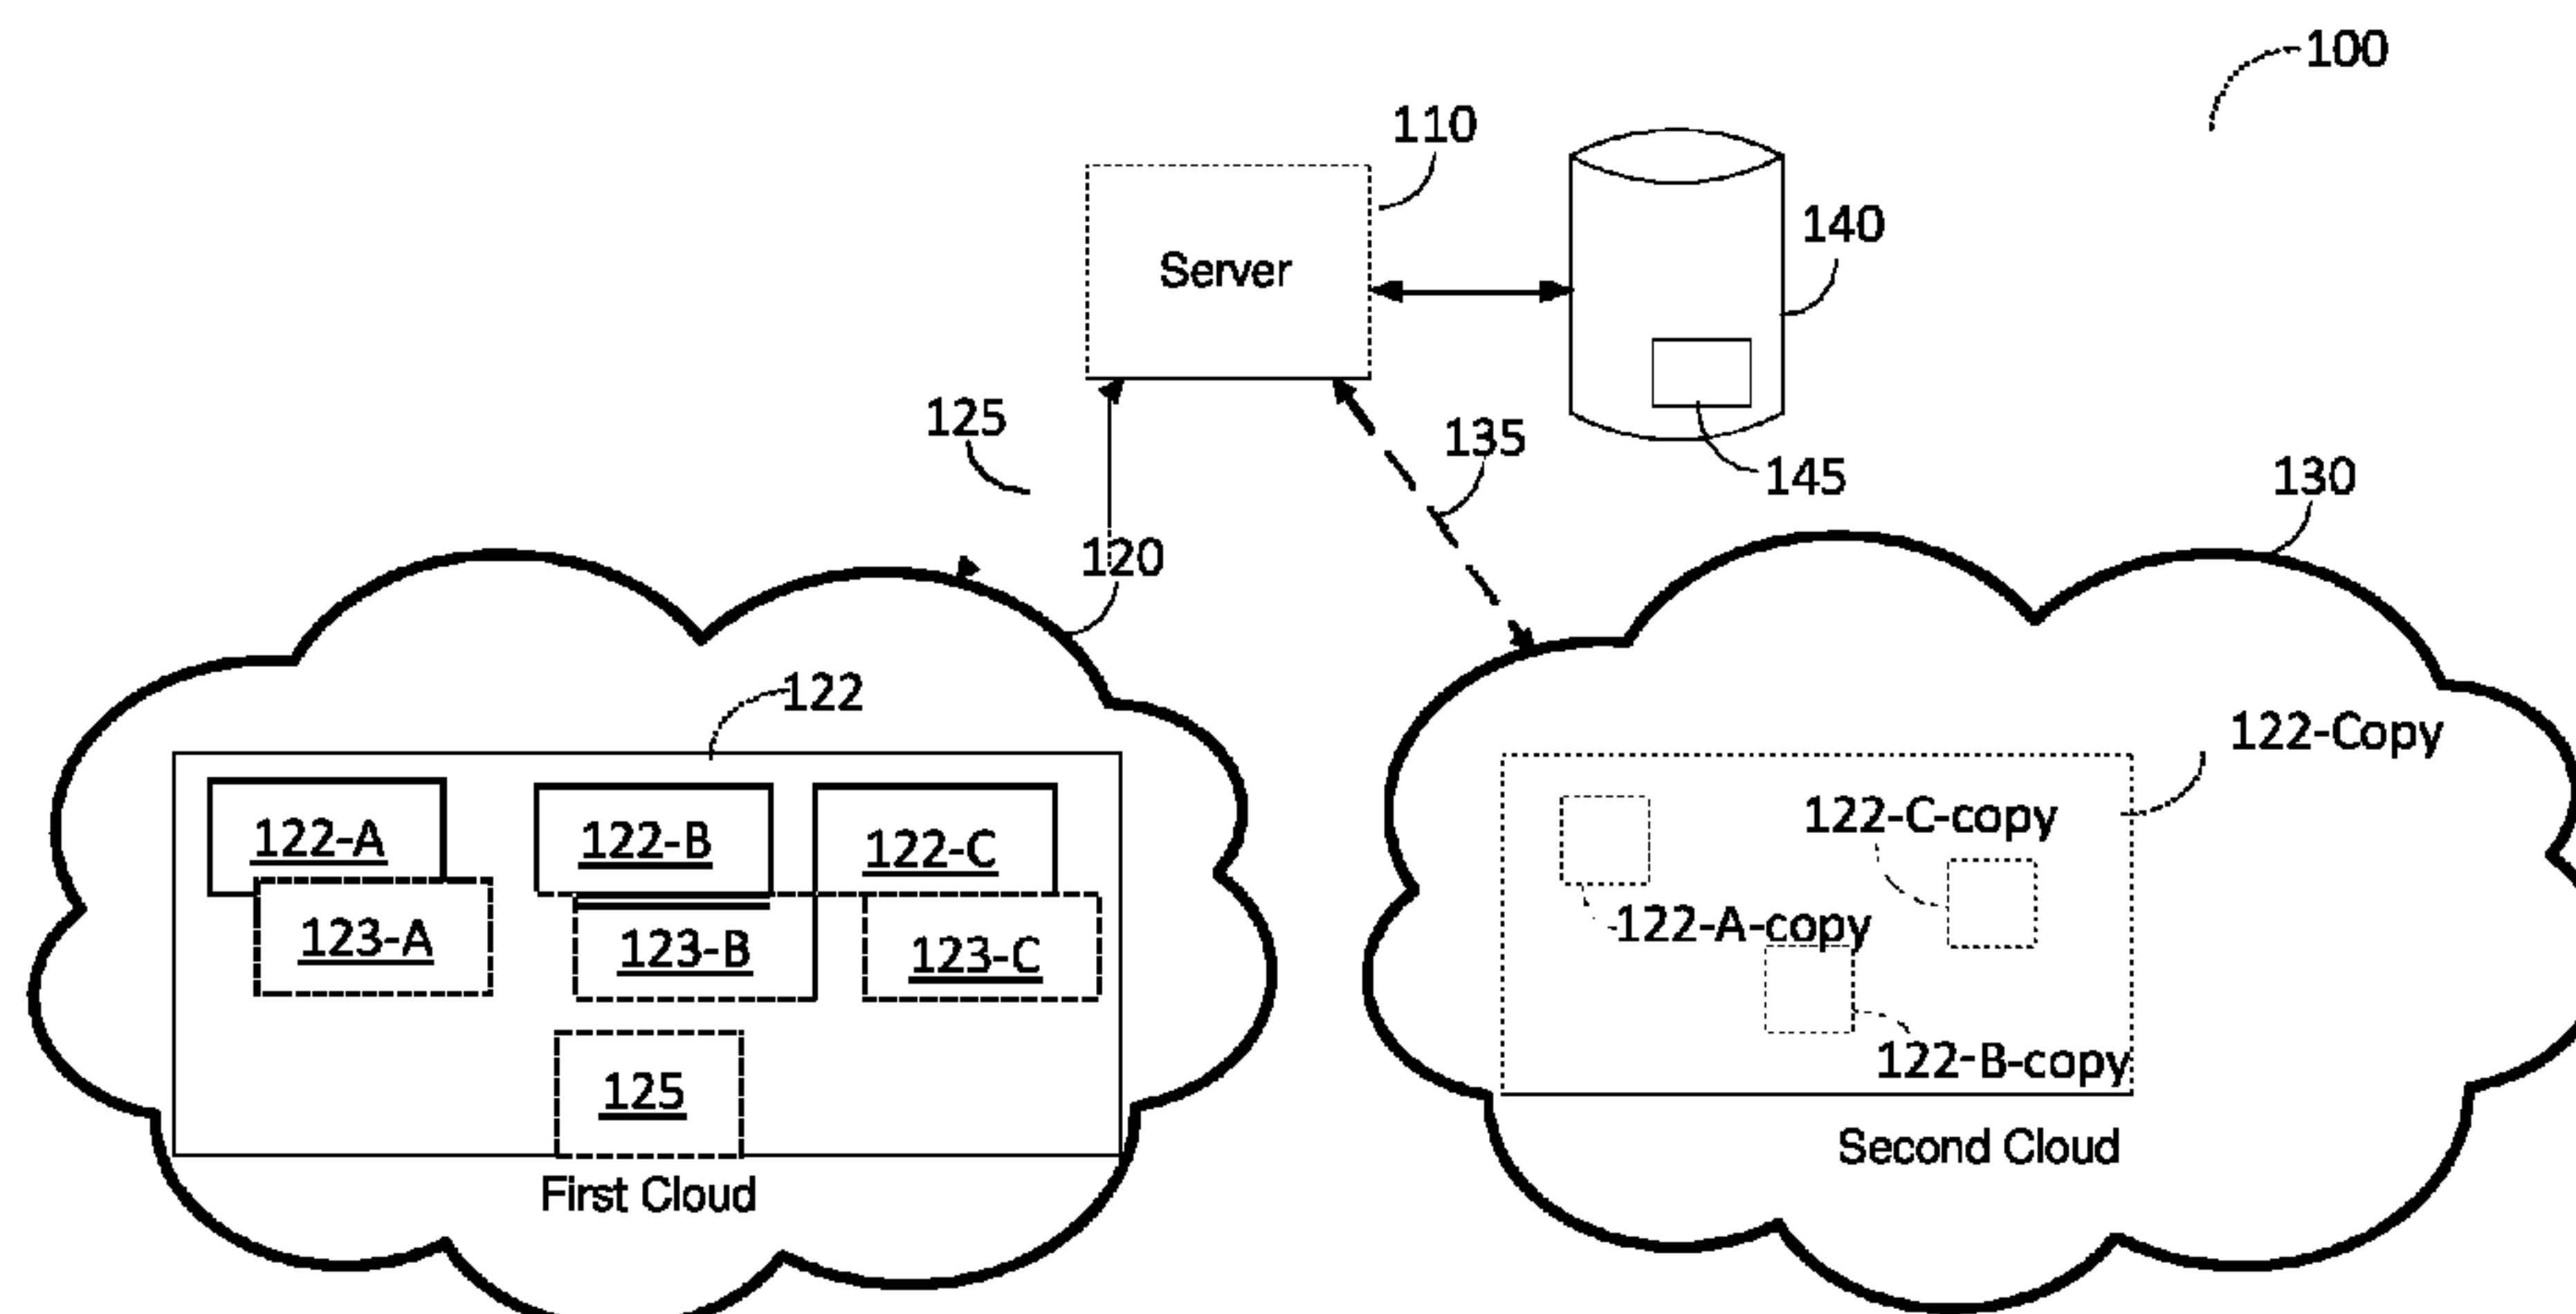 100
110
140
Server
125
135
145
130
120
122
122-Copy
122-A
122-B
122-C
122-C-copy
123-A
123-B
123-C
122-A-copy
125
122-B-copy
First Cloud
Second Cloud